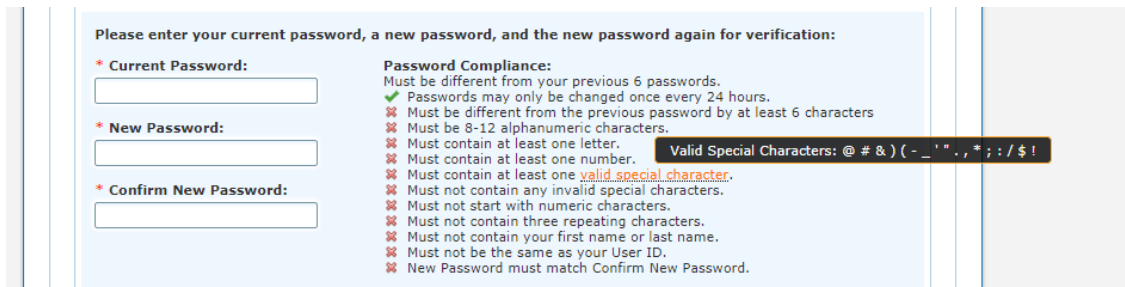 Please enter your current password, a new password, and the new password again for verification:
* Current Password:
* New Password:
* Confirm New Password:
Password Compliance:
Must be different from your previous 6 passwords.
Passwords may only be changed once every 24 hours.
Must be different from the previous password by at least 6 characters
Must be 8-12 alphanumeric characters.
Must contain at least one letter.
Must contain at least one number.
Valid Special Characters: @ # & ) ( - _ ' " . , * ; : / $ !
Must contain at least one valid special character.
Must not contain any invalid special characters.
Must not start with numeric characters.
Must not contain three repeating characters.
Must not contain your first name or last name.
Must not be the same as your User ID.
New Password must match Confirm New Password.